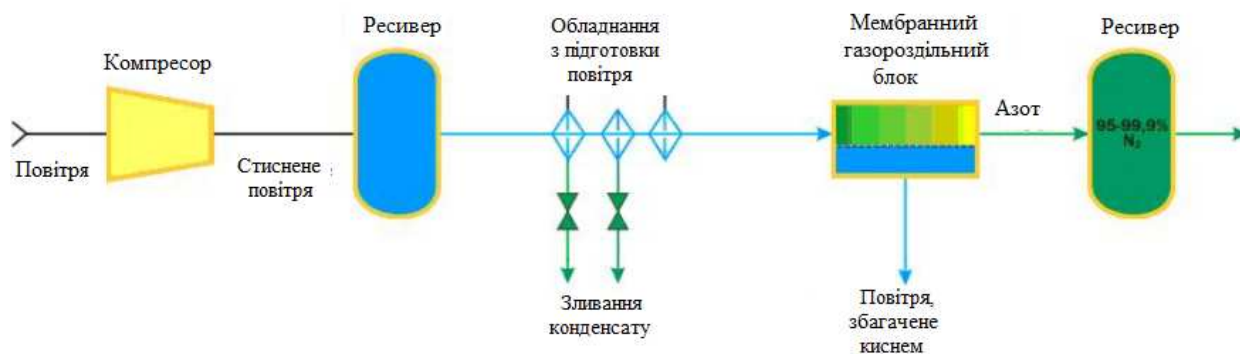 Повітря
Компресор
Стиснене
повітря
Ресивер
Обладнання
з підготовки
повітря
Зливання
конденсату
Мембранний
газороздільний
блок
Повітря,
збагачене
киснем
Азот
Ресивер
95-99,9%
N₂